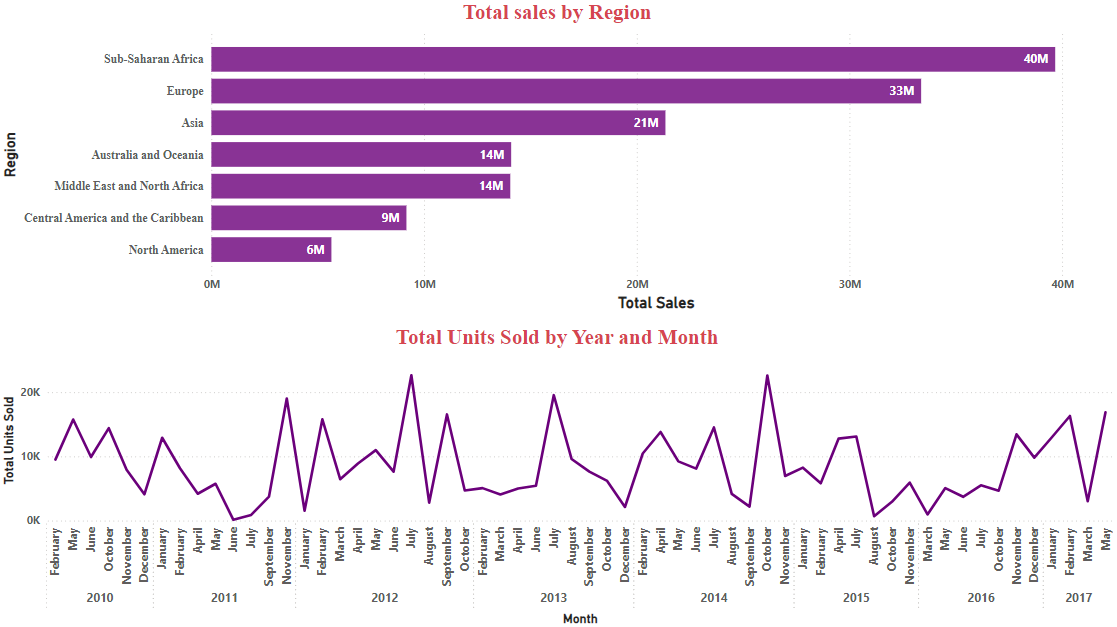 Total sales by Region
Region
Sub-Saharan Africa 40M
Europe 33M
Asia 21M
Australia and Oceania 14M
Middle East and North Africa 14M
Central America and the Caribbean 9M
North America 6M
0M 10M 20M 30M 40M
Total Sales
Total Units Sold by Year and Month
Total Units Sold
20K
10K
0K
February May June October November December January February April May June July September November January February March April May June July August September October February March April May July August September October December February April May June July August September October November January February April July August October November March May June July October November December January February March May
2010 2011 2012 2013 2014 2015 2016 2017
Month